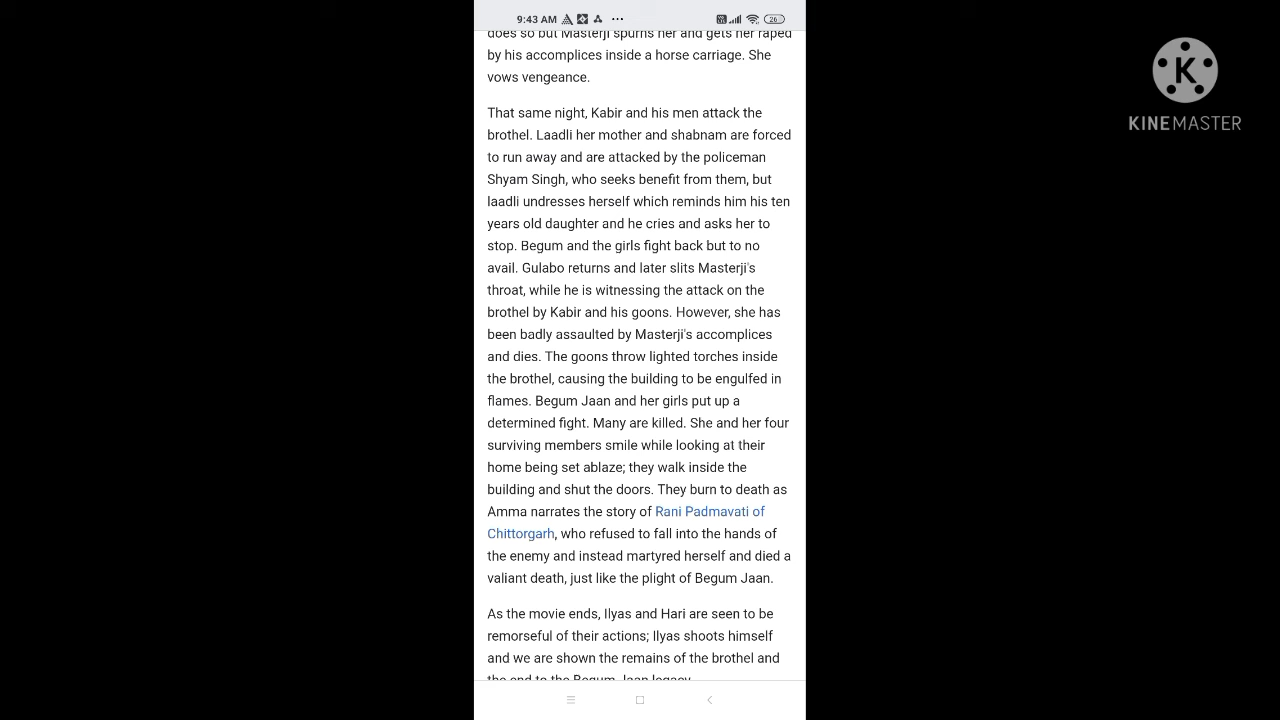 9:43 AM
26
does so but Masterji spurns her and gets her raped
by his accomplices inside a horse carriage. She
vows vengeance.
That same night, Kabir and his men attack the
brothel. Laadli her mother and shabnam are forced
to run away and are attacked by the policeman
Shyam Singh, who seeks benefit from them, but
laadli undresses herself which reminds him his ten
years old daughter and he cries and asks her to
stop. Begum and the girls fight back but to no
avail. Gulabo returns and later slits Masterji's
throat, while he is witnessing the attack on the
brothel by Kabir and his goons. However, she has
been badly assaulted by Masterji's accomplices
and dies. The goons throw lighted torches inside
the brothel, causing the building to be engulfed in
flames. Begum Jaan and her girls put up a
determined fight. Many are killed. She and her four
surviving members smile while looking at their
home being set ablaze; they walk inside the
building and shut the doors. They burn to death as
Amma narrates the story of Rani Padmavati of
Chittorgarh, who refused to fall into the hands of
the enemy and instead martyred herself and died a
valiant death, just like the plight of Begum Jaan.
As the movie ends, Ilyas and Hari are seen to be
remorseful of their actions; Ilyas shoots himself
and we are shown the remains of the brothel and
the end to the Begum Jaan legacy.
K
KINEMASTER